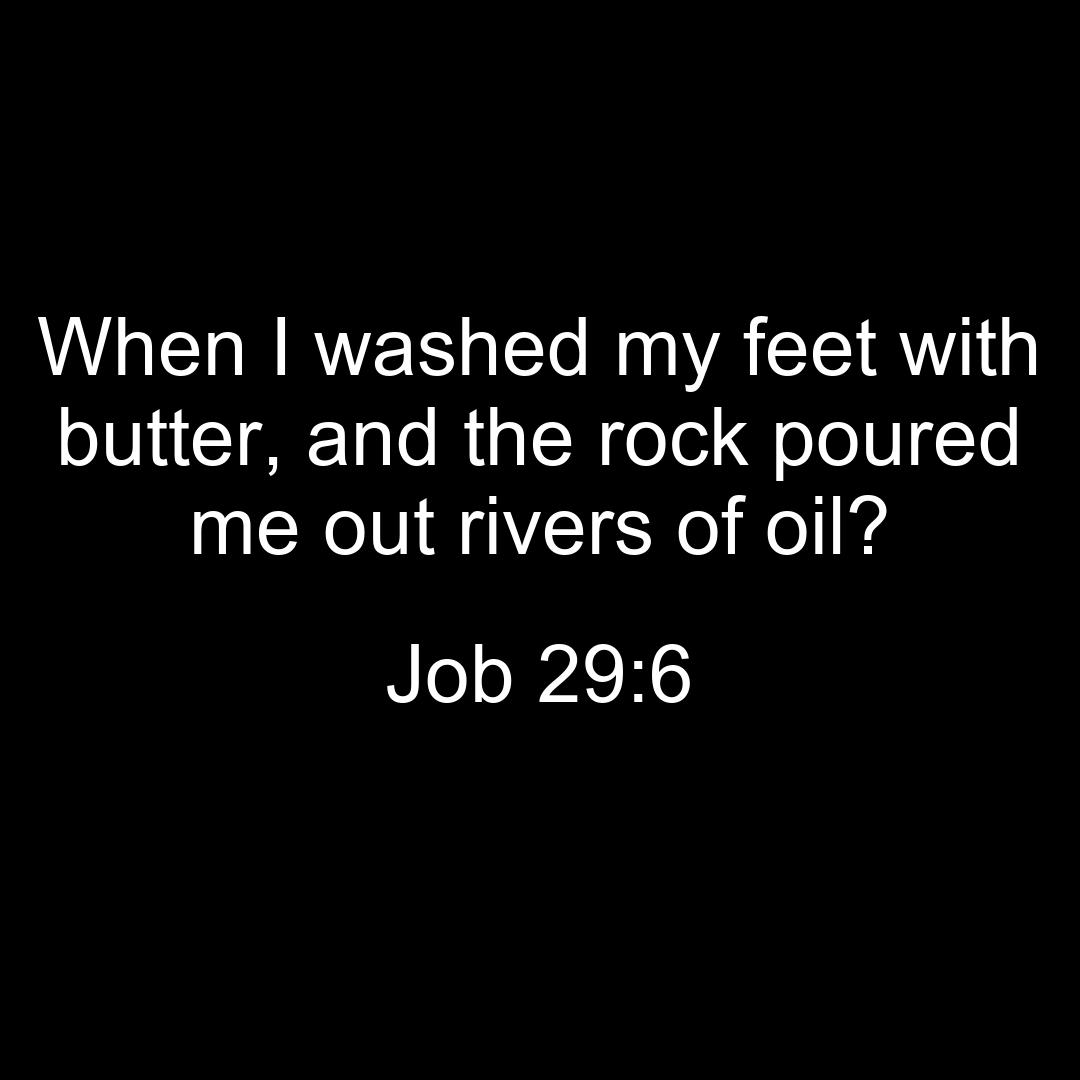 When I washed my feet with
butter, and the rock poured
me out rivers of oil?
Job 29:6